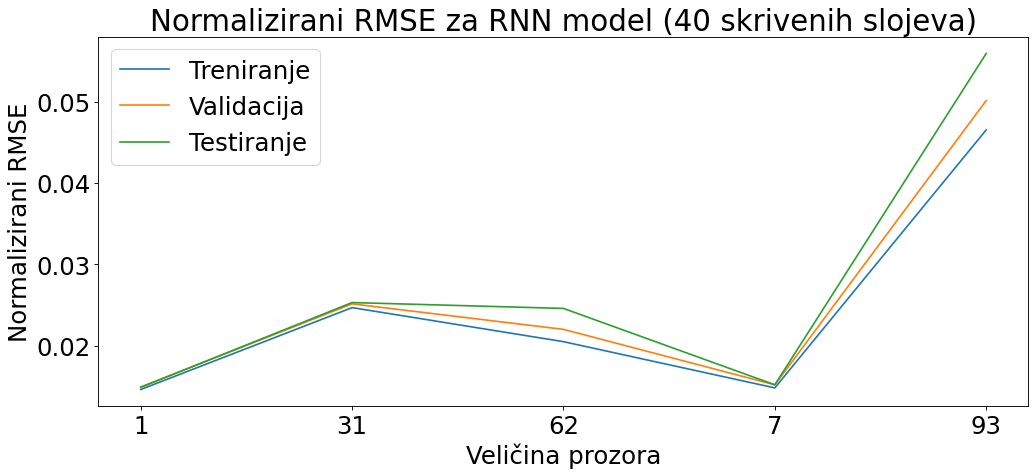 Normalizirani RMSE za RNN model (40 skrivenih slojeva)
Treniranje
Validacija
Testiranje
Normalizirani RMSE
0.05
0.04
0.03
0.02
1 31 62 7 93
Veličina prozora